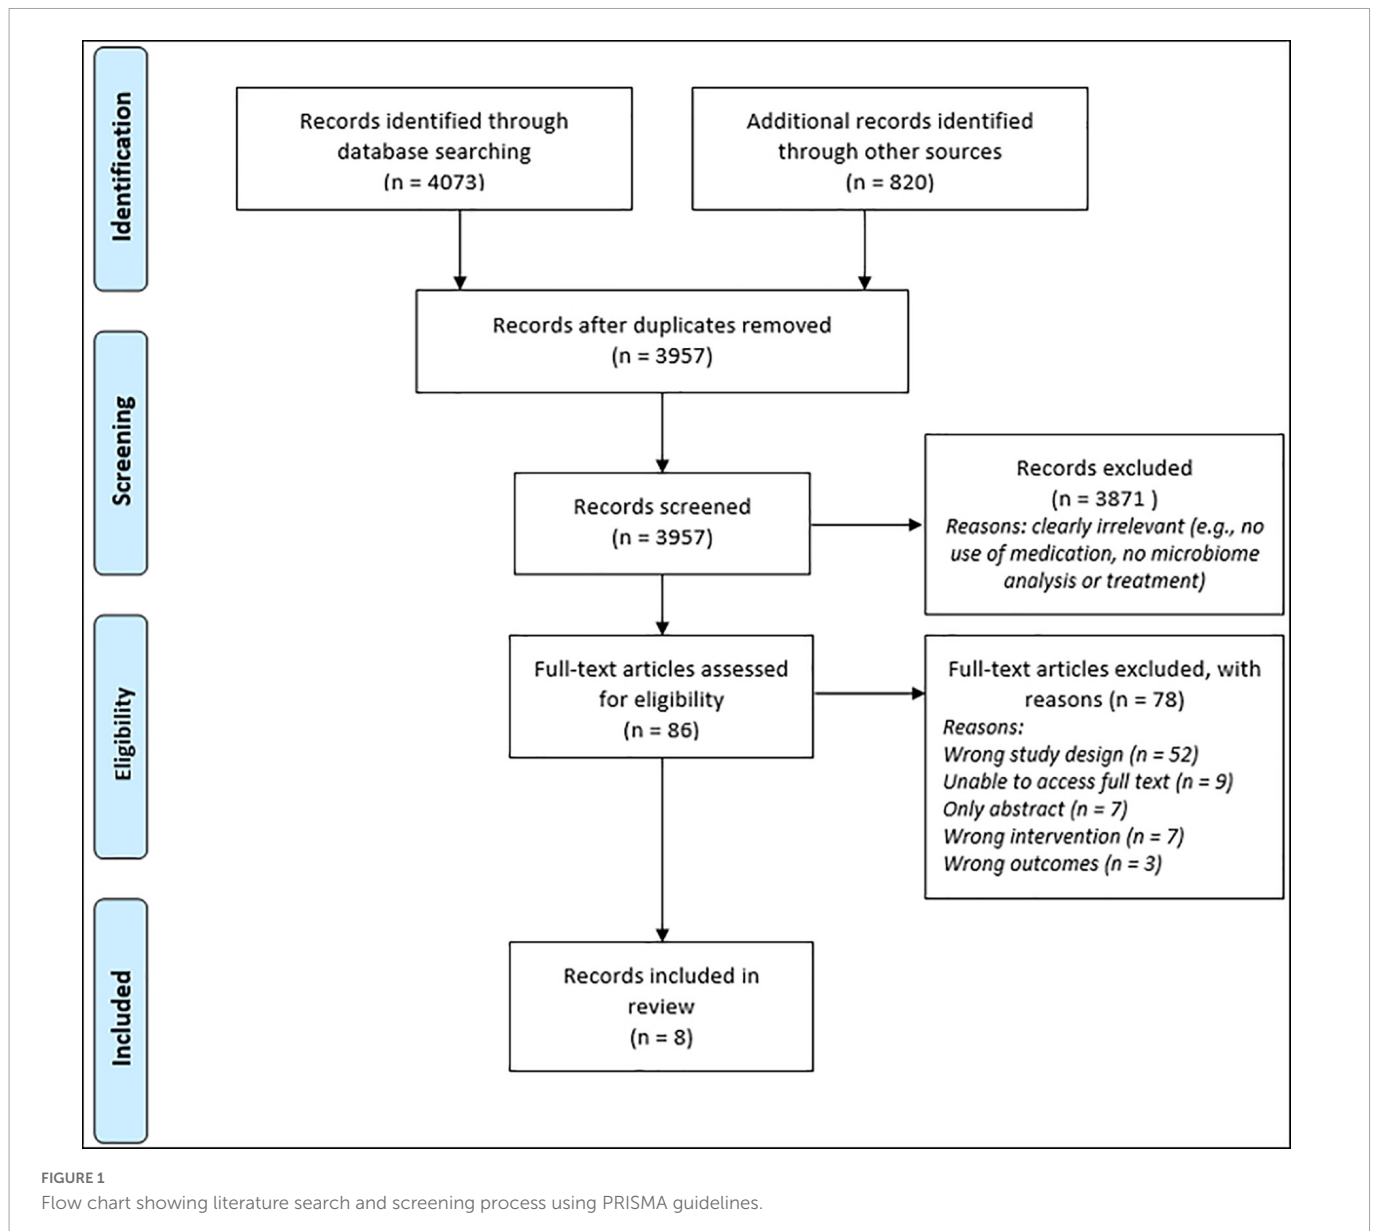 Identification
Records identified through
database searching
(n = 4073)
Additional records identified
through other sources
(n = 820)
Records after duplicates removed
(n = 3957)
Screening
Records screened
(n = 3957)
Records excluded
(n = 3871 )
Reasons: clearly irrelevant (e.g., no
use of medication, no microbiome
analysis or treatment)
Eligibility
Full-text articles assessed
for eligibility
(n = 86)
Full-text articles excluded, with
reasons (n = 78)
Reasons:
Wrong study design (n = 52)
Unable to access full text (n = 9)
Only abstract (n = 7)
Wrong intervention (n = 7)
Wrong outcomes (n = 3)
Included
Records included in
review
(n = 8)
FIGURE 1
Flow chart showing literature search and screening process using PRISMA guidelines.